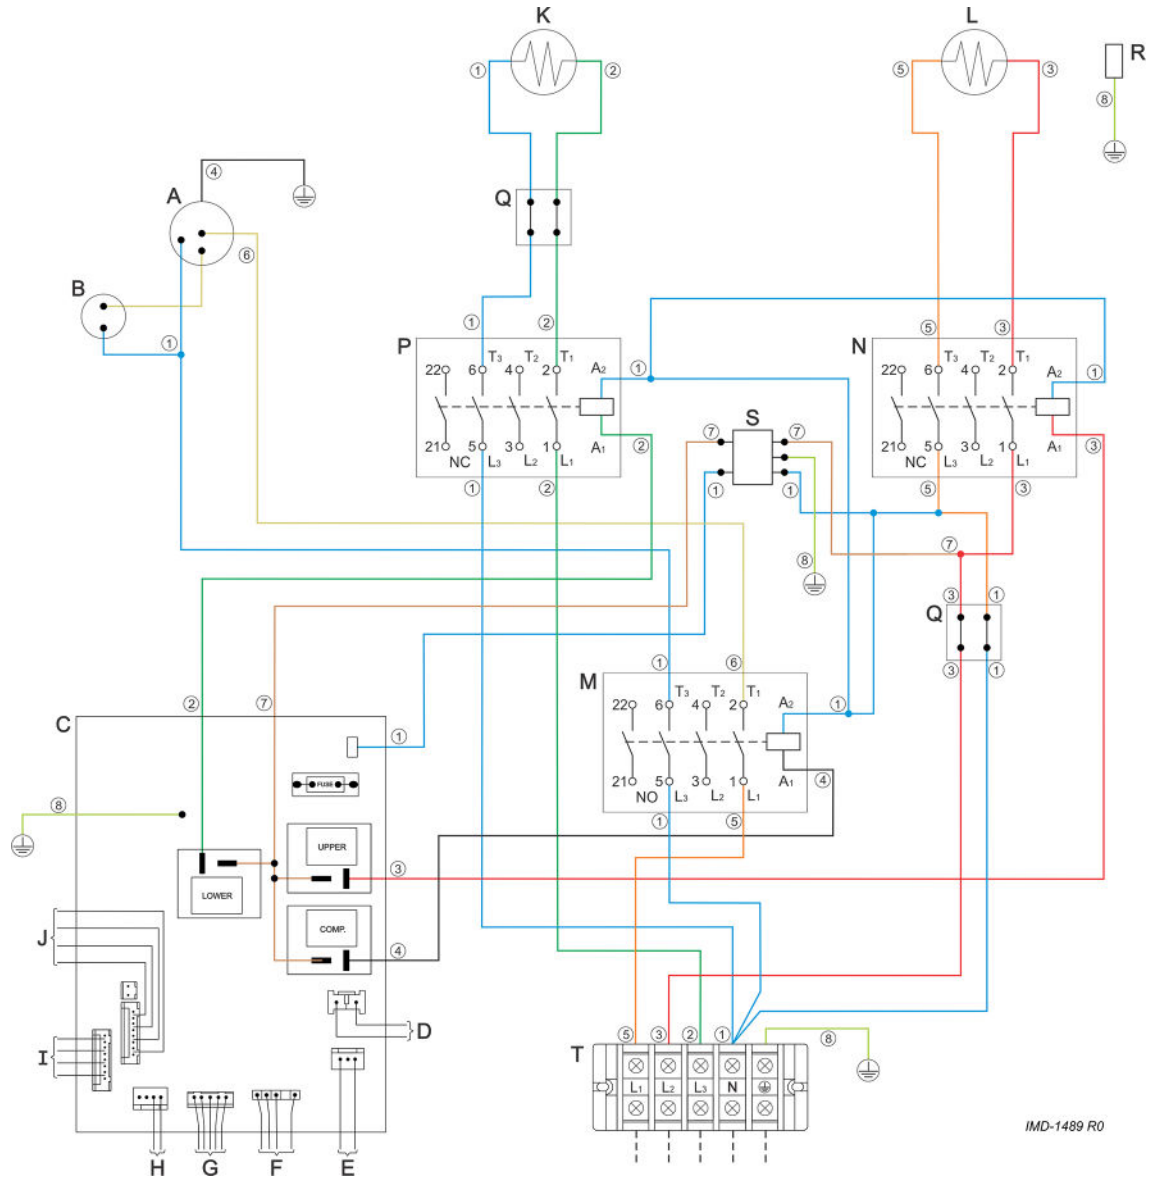 K
L
R
① ②
⑤ ③
⑧
④
A
Q
⑥
B
①
① ②
⑤ ③
P
T3 T2 T1
22 6 4 2 A2
①
②
21 5 3 1 A1
NC L3 L2 L1
① ②
N
T3 T2 T1
22 6 4 2 A2
①
③
21 5 3 1 A1
NC L3 L2 L1
⑤ ③
S
⑦ ⑦
① ①
⑧
⑦
③ ①
Q
③ ①
① ⑥
M
T3 T2 T1
22 6 4 2 A2
①
21 5 3 1 A1
④
NO L3 L2 L1
① ⑤
② ⑦
C
①
FUSE
⑧
UPPER
③
LOWER
COMP.
④
J
D
I
H G F E
⑤ ③ ② ① ⑧
T
L1 L2 L3 N
IMD-1489 R0